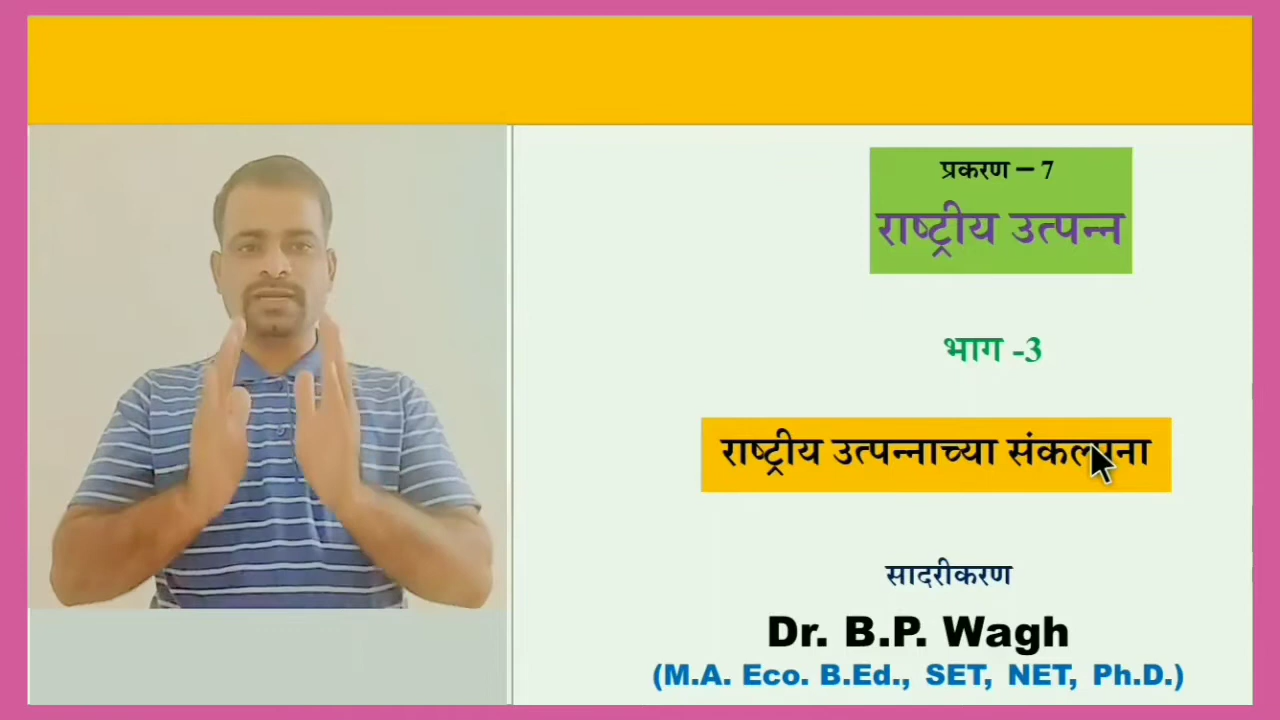 प्रकरण – 7
राष्ट्रीय उत्पन्न
भाग -3
राष्ट्रीय उत्पन्नाच्या संकल्पना
सादरीकरण
Dr. B.P. Wagh
(M.A. Eco. B.Ed., SET, NET, Ph.D.)